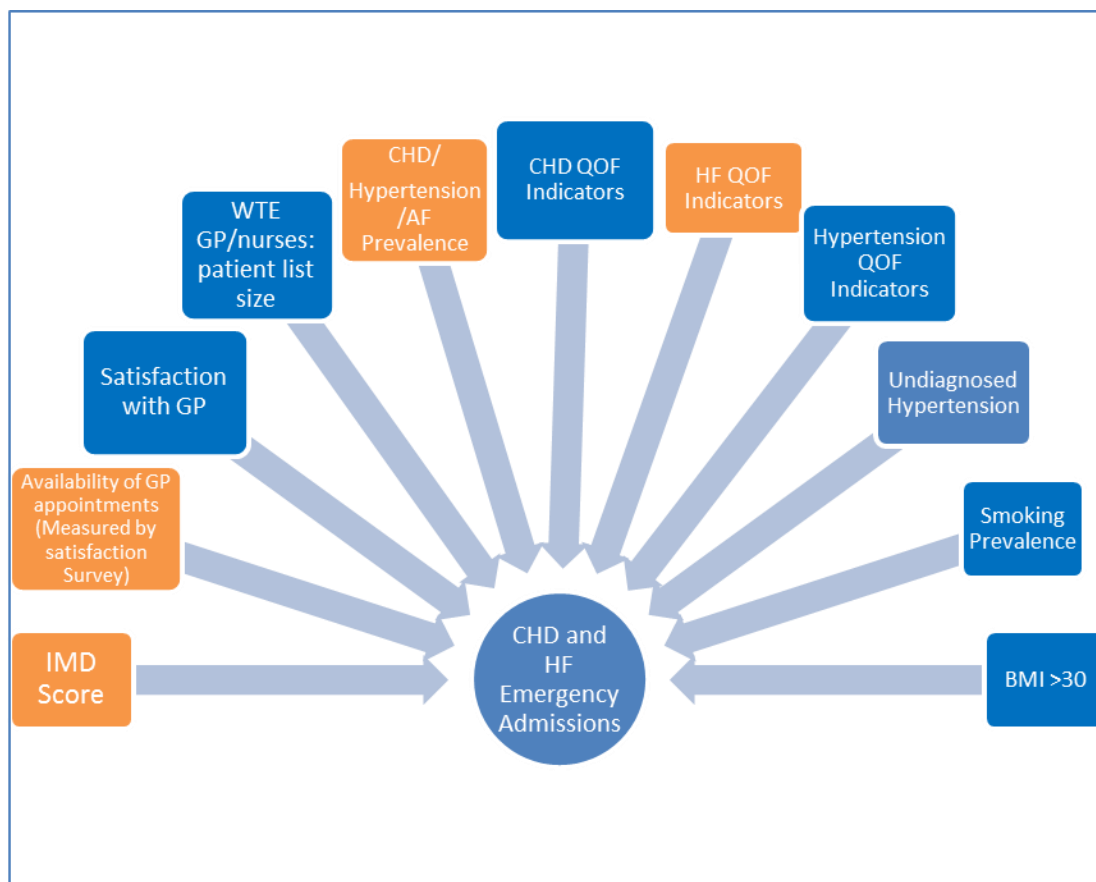 IMD
Score
Availability of GP
appointments
(Measured by
satisfaction
Survey)
Satisfaction
with GP
WTE
GP/nurses:
patient list
size
CHD/
Hypertension
/AF
Prevalence
CHD QOF
Indicators
HF QOF
Indicators
Hypertension
QOF
Indicators
Undiagnosed
Hypertension
Smoking
Prevalence
BMI >30
CHD and
HF
Emergency
Admissions